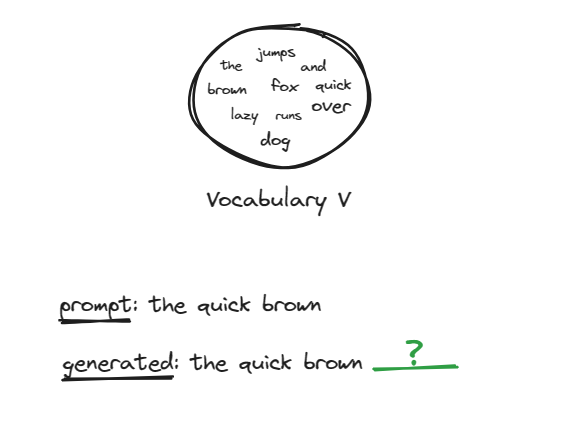 jumps
the and
brown fox quick
lazy runs over
dog
Vocabulary V
prompt: the quick brown
generated: the quick brown ?